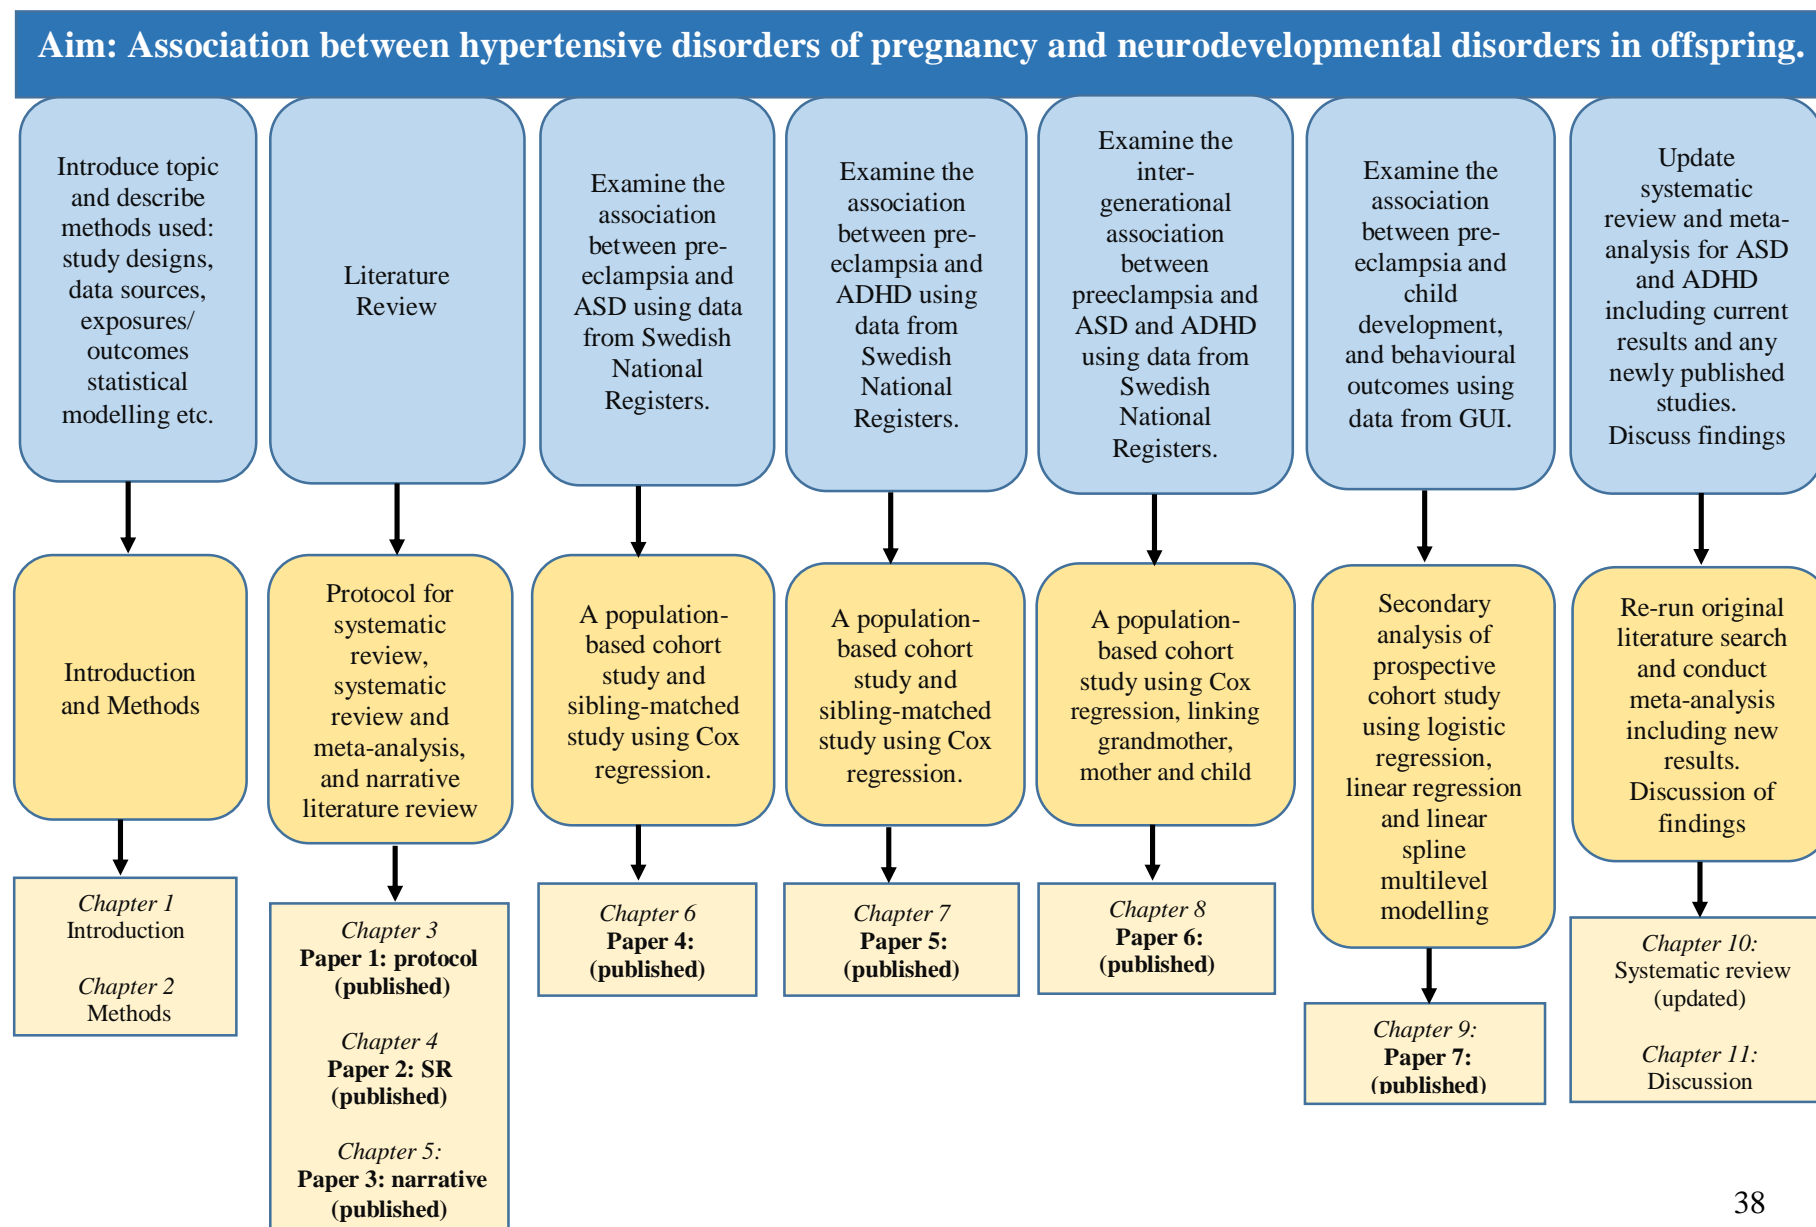 Aim: Association between hypertensive disorders of pregnancy and neurodevelopmental disorders in offspring.
Introduce topic
and describe
methods used:
study designs,
data sources,
exposures/
outcomes
statistical
modelling etc.
Literature
Review
Examine the
association
between pre-
eclampsia and
ASD using data
from Swedish
National
Registers.
Examine the
association
between pre-
eclampsia and
ADHD using
data from
Swedish
National
Registers.
Examine the
inter-
generational
association
between
preeclampsia and
ASD and ADHD
using data from
Swedish
National
Registers.
Examine the
association
between pre-
eclampsia and
child
development,
and behavioural
outcomes using
data from GUI.
Update
systematic
review and meta-
analysis for ASD
and ADHD
including current
results and any
newly published
studies.
Discuss findings
Introduction
and Methods
Protocol for
systematic
review,
systematic
review and
meta-analysis,
and narrative
literature review
A population-
based cohort
study and
sibling-matched
study using Cox
regression.
A population-
based cohort
study and
sibling-matched
study using Cox
regression.
A population-
based cohort
study using Cox
regression, linking
grandmother,
mother and child
Secondary
analysis of
prospective
cohort study
using logistic
regression,
linear regression
and linear
spline
multilevel
modelling
Re-run original
literature search
and conduct
meta-analysis
including new
results.
Discussion of
findings
Chapter 1
Introduction
Chapter 2
Methods
Chapter 3
Paper 1: protocol
(published)
Chapter 4
Paper 2: SR
(published)
Chapter 5:
Paper 3: narrative
(published)
Chapter 6
Paper 4:
(published)
Chapter 7
Paper 5:
(published)
Chapter 8
Paper 6:
(published)
Chapter 9:
Paper 7:
(published)
Chapter 10:
Systematic review
(updated)
Chapter 11:
Discussion
38